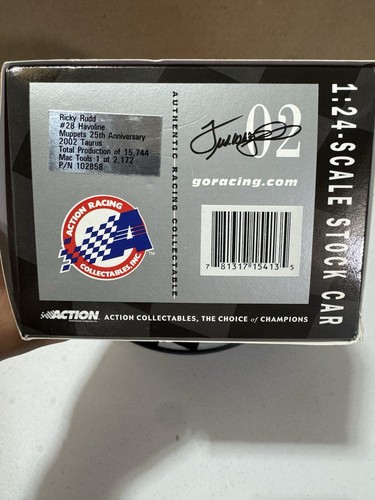 Ricky Rudd
#28 Havoline
Muppets 25th Anniversary
2002 Taurus
Total Production of 15,744
Mac Tools 1 of 2,172
P/N 102858
ACTION RACING
COLLECTABLES, INC.
TM
AUTHENTIC RACING COLLECTABLE
02
goracing.com
7 81317 15413 5
1:24-SCALE STOCK CAR
ACTION
ACTION COLLECTABLES, THE CHOICE of CHAMPIONS